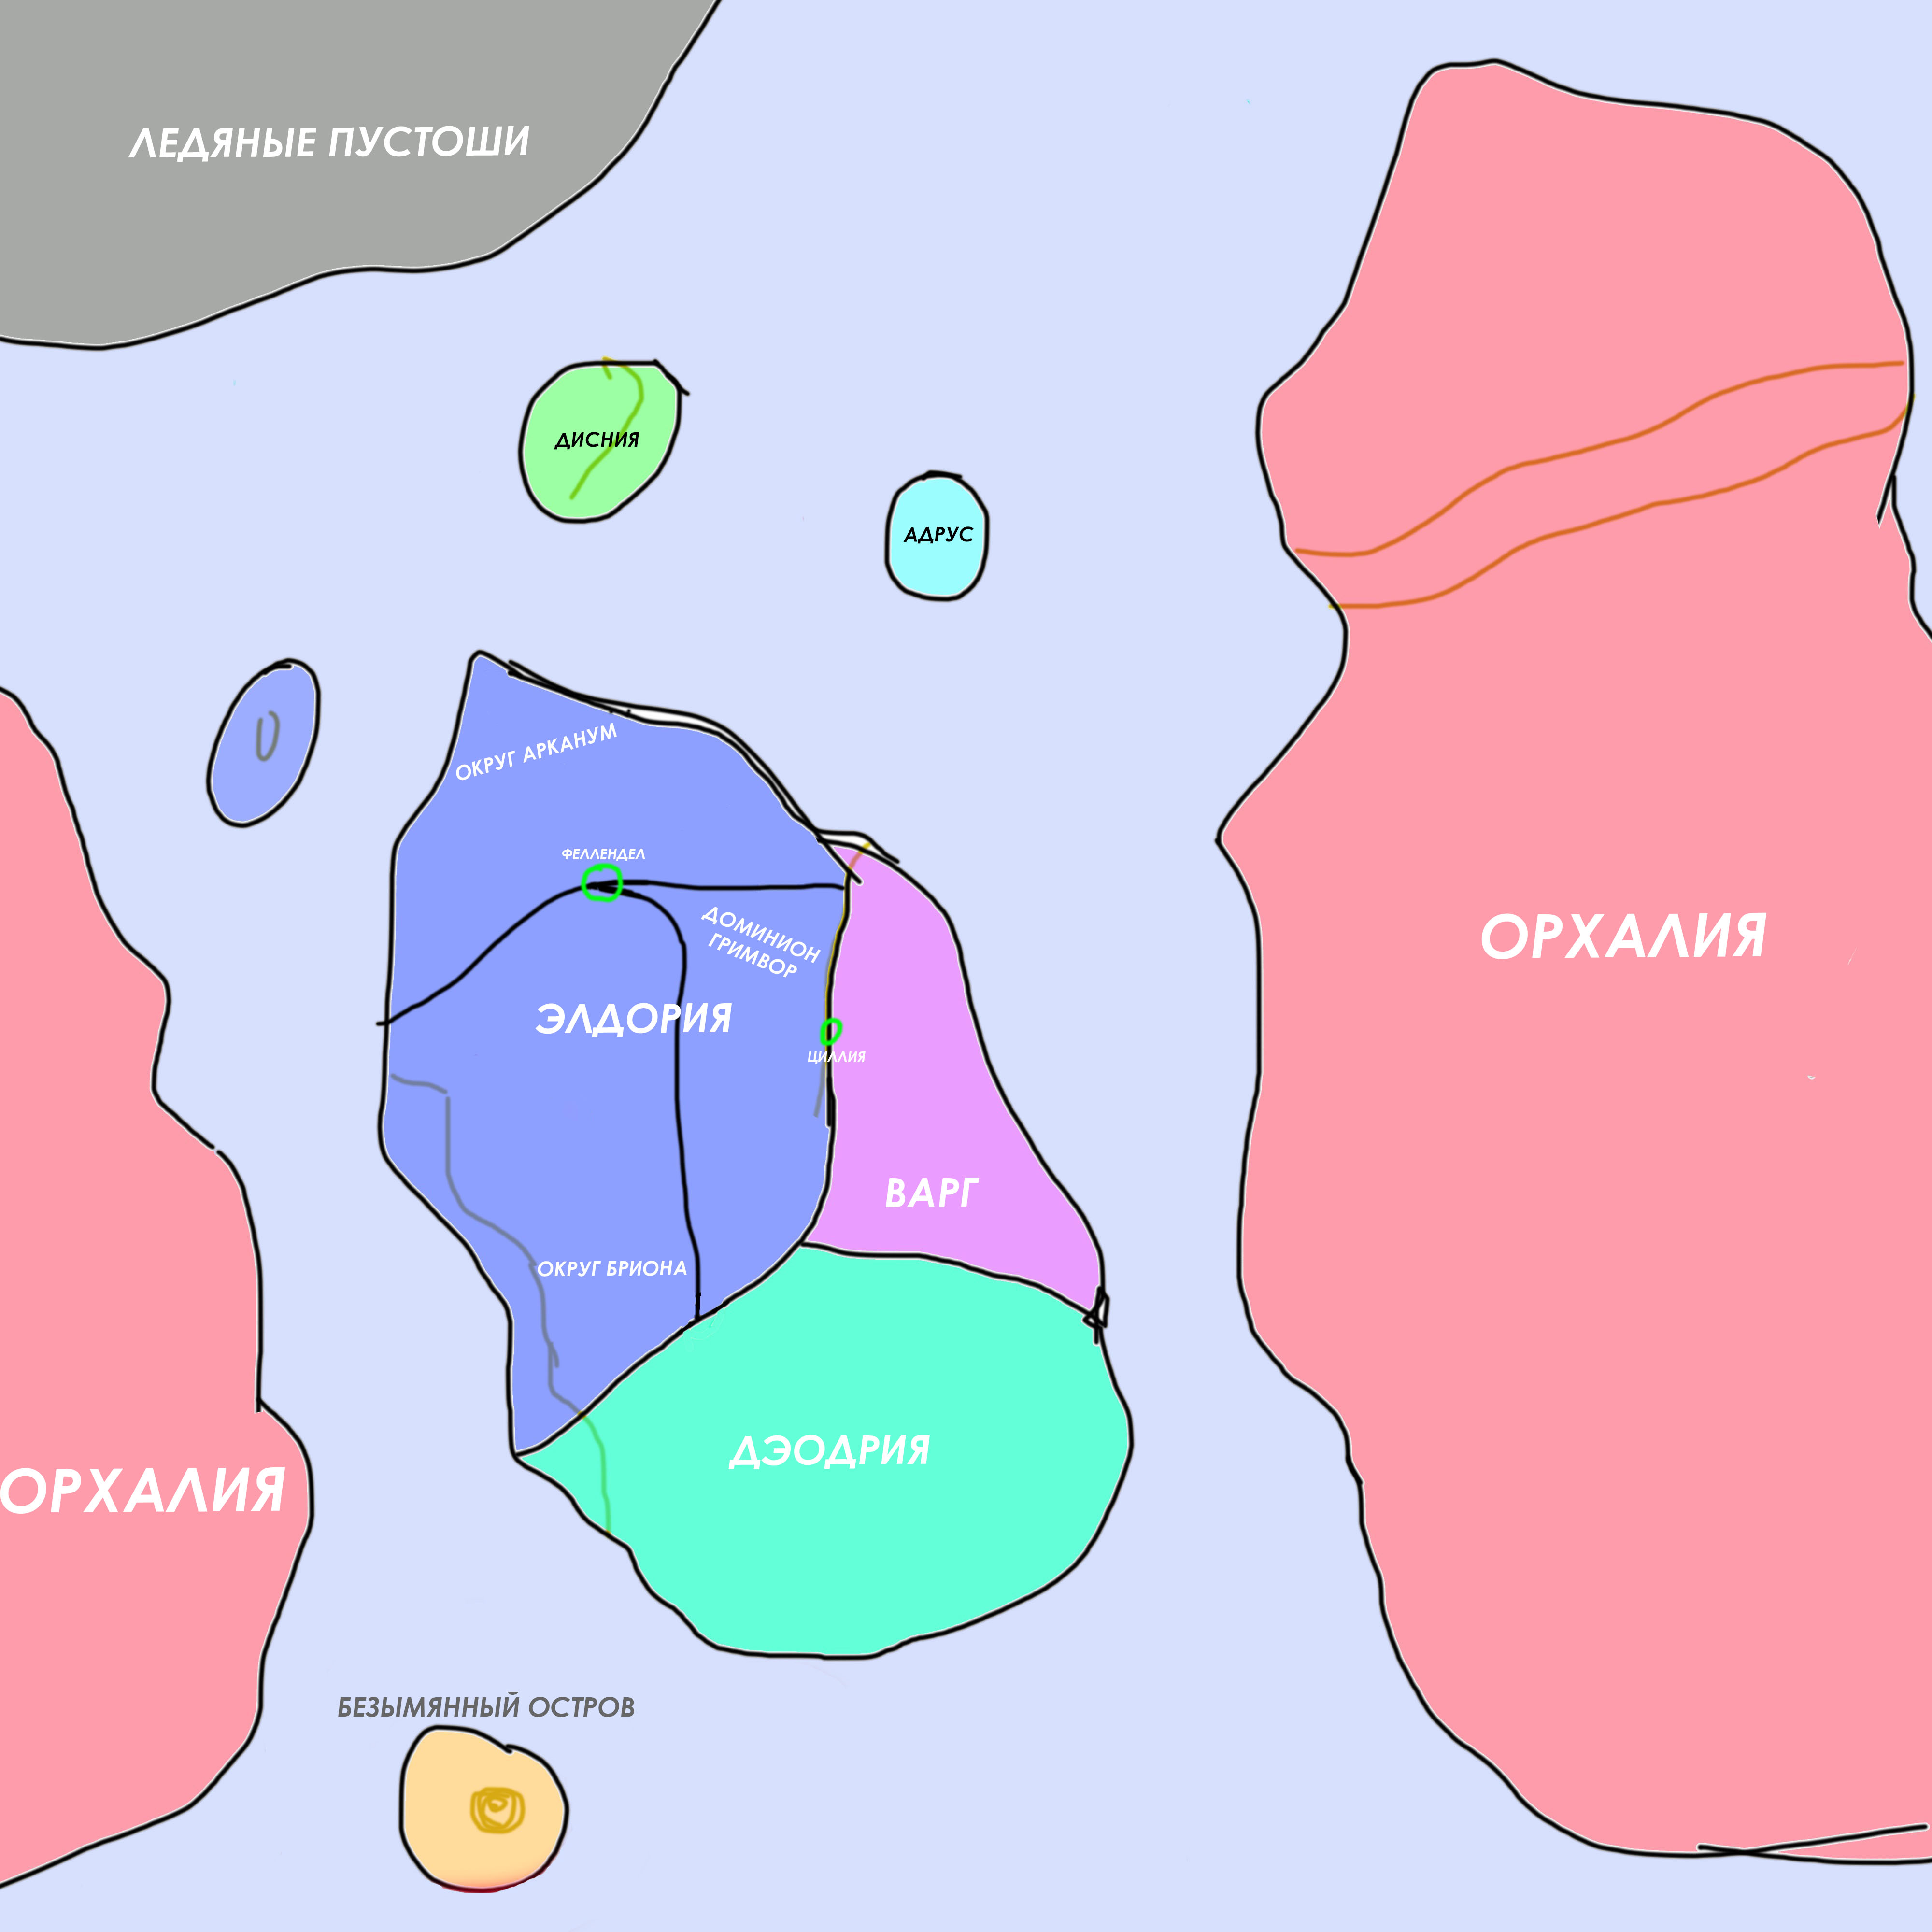 ЛЕДЯНЫЕ ПУСТОШИ
ДИСНИЯ
АДРУС
ОКРУГ АРКАНУМ
ФЕЛЛЕНДЕЛ
ДОМИНИОН
ГРИМВОР
ОРХАЛИЯ
ЭЛДОРИЯ
ЦИЛЛИЯ
ВАРГ
ОКРУГ БРИОНА
ДЭОДРИЯ
ОРХАЛИЯ
БЕЗЫМЯННЫЙ ОСТРОВ